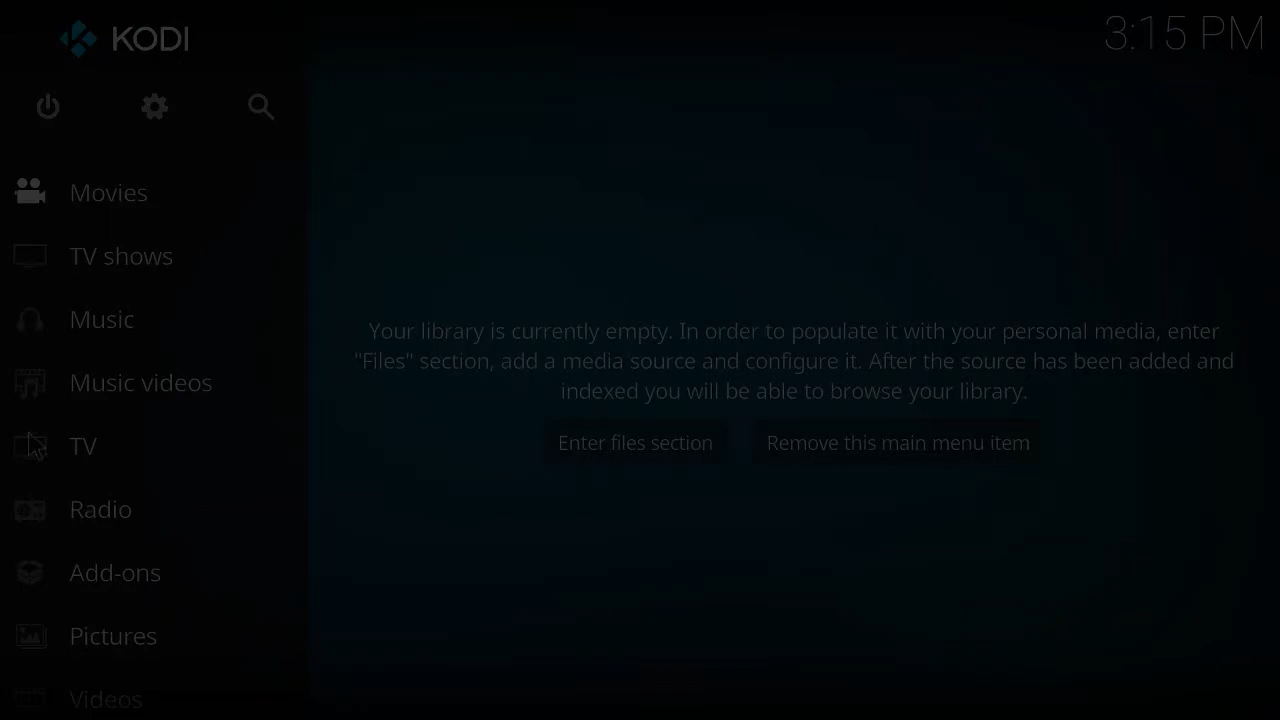 KODI
3:15 PM
Movies
TV shows
Music
Music videos
TV
Radio
Add-ons
Pictures
Videos
Your library is currently empty. In order to populate it with your personal media, enter
"Files" section, add a media source and configure it. After the source has been added and
indexed you will be able to browse your library.
Enter files section
Remove this main menu item